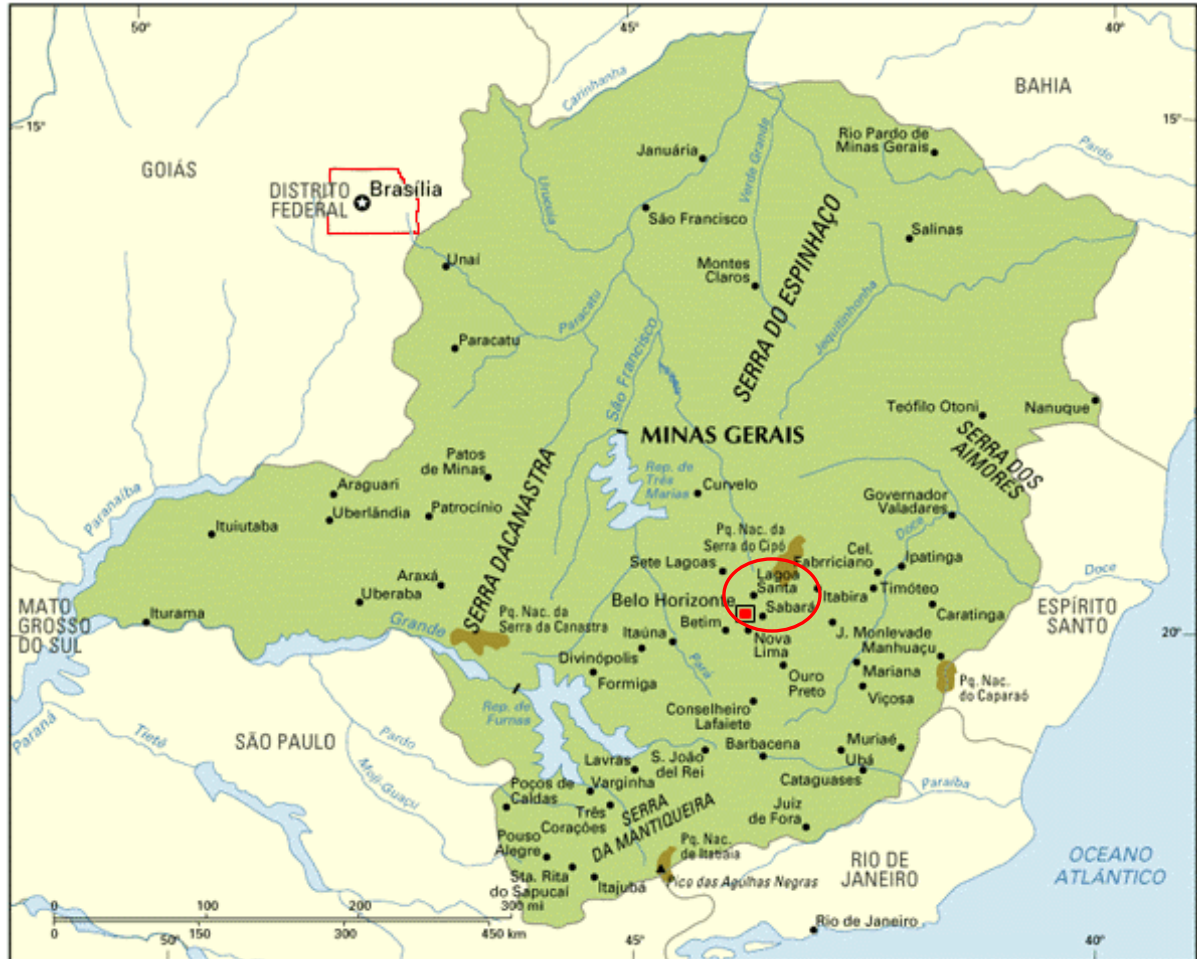 50°
45°
40°
Carinhanha
BAHIA
15°
15°
GOIÁS
Januária
Verde Grande
Rio Pardo de
Minas Gerais
Pardo
DISTRITO
FEDERAL
Brasília
Urucuia
São Francisco
SERRA DO ESPINHAÇO
Salinas
Unaí
Montes
Claros
Paracatu
Jequitinhonha
Paracatu
São Francisco
Teófilo Otoni
Nanuque
MINAS GERAIS
SERRA DOS
AIMORÉS
Patos
de Minas
Rep. de
Três
Marias
Curvelo
Paranaíba
Araguari
Uberlândia
Patrocínio
SERRA DACANASTRA
Governador
Valadares
Ituiutaba
Pq. Nac. da
Serra do Cipó
Doce
Cel.
Fabrriciano
Ipatinga
Sete Lagoas
Lagoa
Santa
Doce
Araxá
Uberaba
Belo Horizonte
Sabará
Itabira
Timóteo
Caratinga
MATO
GROSSO
DO SUL
Iturama
Grande
Pq. Nac. da
Serra da Canastra
Itaúna
Betim
Nova
Lima
J. Monlevade
Manhuaçu
ESPÍRITO
SANTO
20°
Divinópolis
Pará
Formiga
Ouro
Preto
Mariana
Viçosa
Pq. Nac.
do Caparaó
Rep. de
Furnas
Conselheiro
Lafaiete
Paraná
Tietê
SÃO PAULO
Pardo
Moji-Guaçu
Lavras
S. João
del Rei
Barbacena
Muriaé
Ubá
Cataguases
Paraíba
Poços de
Caldas
Varginha
Três
Corações
SERRA
DA MANTIQUEIRA
Juiz
de Fora
Pouso
Alegre
Pq. Nac.
de Itatiaia
RIO DE
JANEIRO
OCEANO
ATLÂNTICO
Sta. Rita
do Sapucaí
Itajubá
Pico das Agulhas Negras
Rio de Janeiro
0 100 200 300 mi
0 150 300 450 km
50°
45°
40°